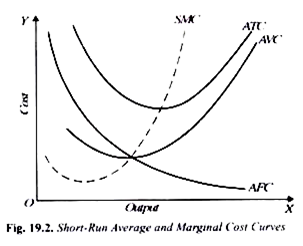 Y
SMC
ATC
AVC
Cost
AFC
O
Output
X
Fig. 19.2. Short-Run Average and Marginal Cost Curves